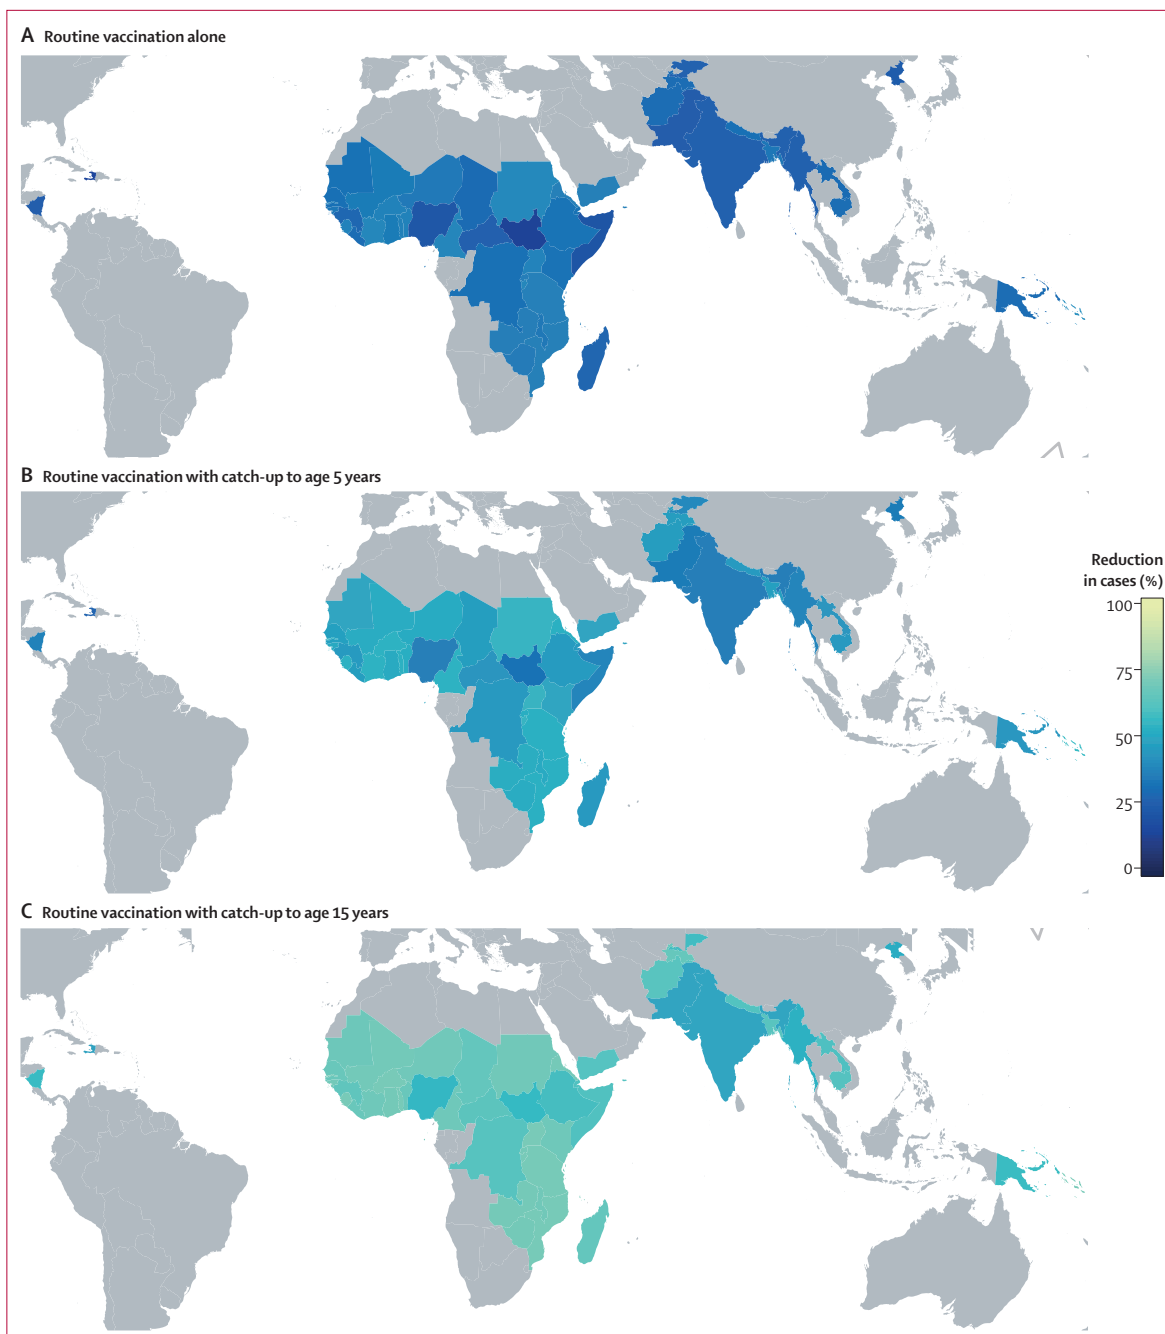 A Routine vaccination alone
B Routine vaccination with catch-up to age 5 years
Reduction
in cases (%)
100
75
50
25
0
C Routine vaccination with catch-up to age 15 years